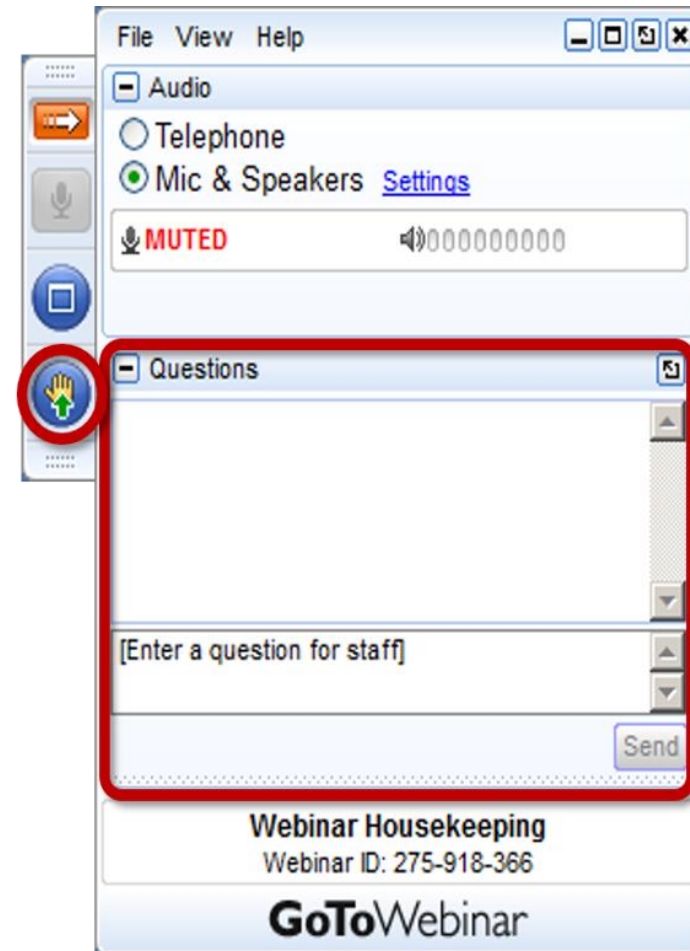 File View Help
Audio
Telephone
Mic & Speakers Settings
MUTED
Questions
[Enter a question for staff]
Send
Webinar Housekeeping
Webinar ID: 275-918-366
GoToWebinar